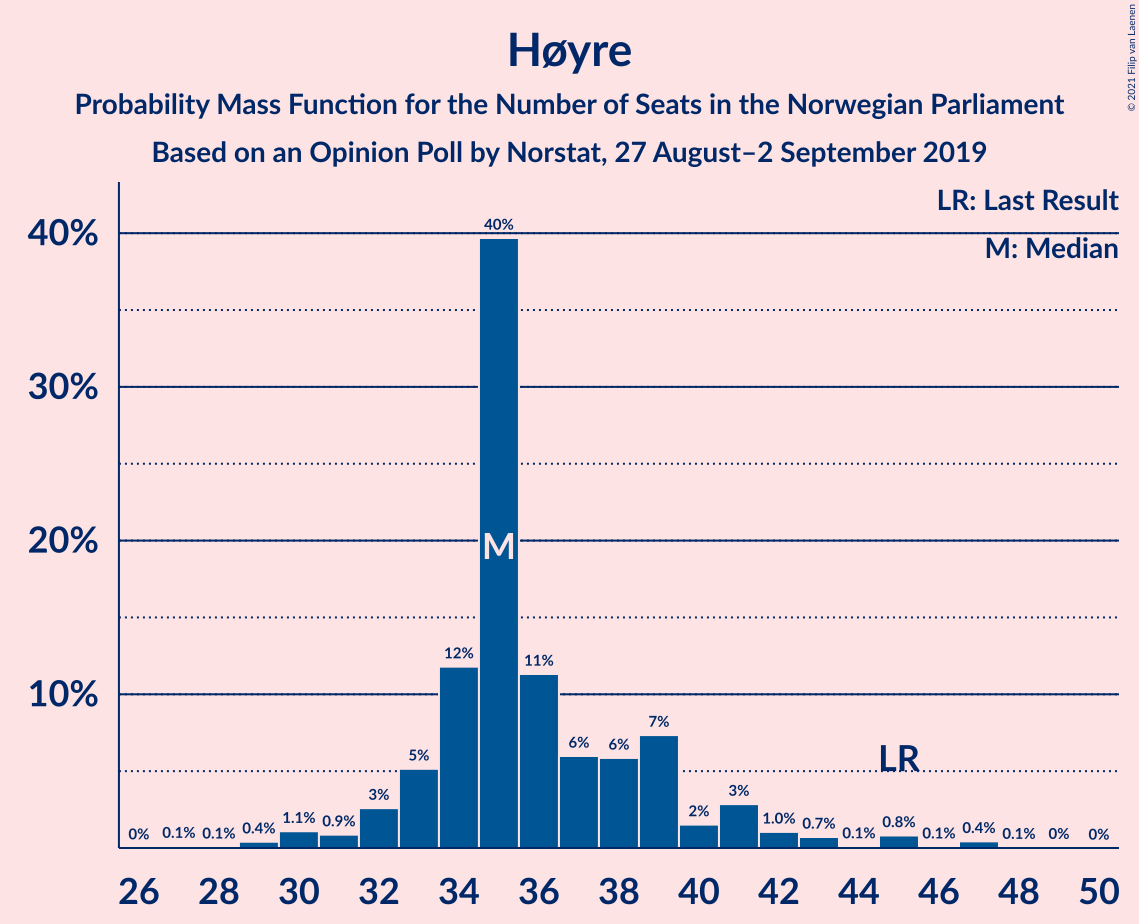 Høyre
Probability Mass Function for the Number of Seats in the Norwegian Parliament
Based on an Opinion Poll by Norstat, 27 August–2 September 2019
© 2021 Filip van Laenen
LR: Last Result
M: Median
40%
30%
20%
10%
0% 0.1% 0.1% 0.4% 1.1% 0.9% 3% 5% 12% 40% 11% 6% 6% 7% 2% 3% 1.0% 0.7% 0.1% 0.8% 0.1% 0.4% 0.1% 0% 0%
M
LR
26 28 30 32 34 36 38 40 42 44 46 48 50